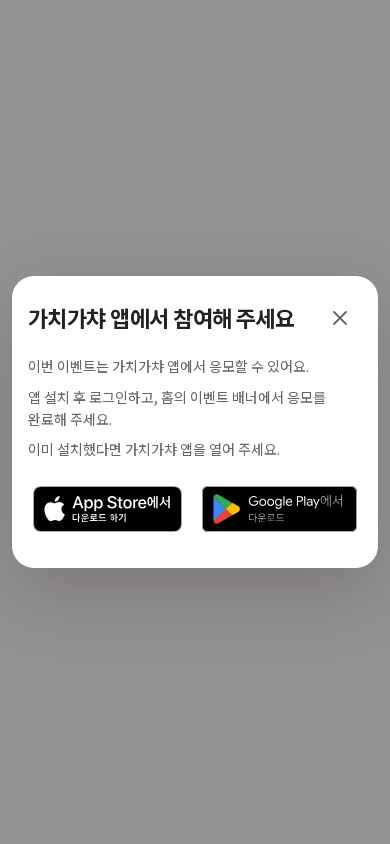 가치가챠 앱에서 참여해 주세요
이번 이벤트는 가치가챠 앱에서 응모할 수 있어요.
앱 설치 후 로그인하고, 홈의 이벤트 배너에서 응모를
완료해 주세요.
이미 설치했다면 가치가챠 앱을 열어 주세요.
App Store에서
다운로드 하기
Google Play에서
다운로드